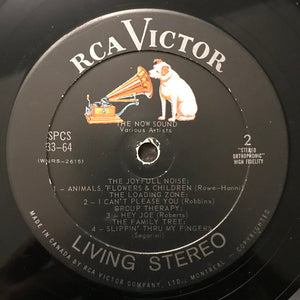 RCA VICTOR
THE NOW SOUND
Various Artists
SPCS
33-64
(WNRS-2615)
2
"STEREO
ORTHOPHONIC"
HIGH FIDELITY
THE JOYFULL NOISE:
1 - ANIMALS, FLOWERS & CHILDREN (Rowe-Hanni
THE LOADING ZONE:
2 - I CAN'T PLEASE YOU (Robbins)
GROUP THERAPY:
3 - HEY JOE (Roberts)
THE FAMILY TREE:
4 - SLIPPIN' THRU MY FINGERS
(Segarini)
LIVING STEREO
MADE IN CANADA BY RCA VICTOR COMPANY, LTD., MONTREAL